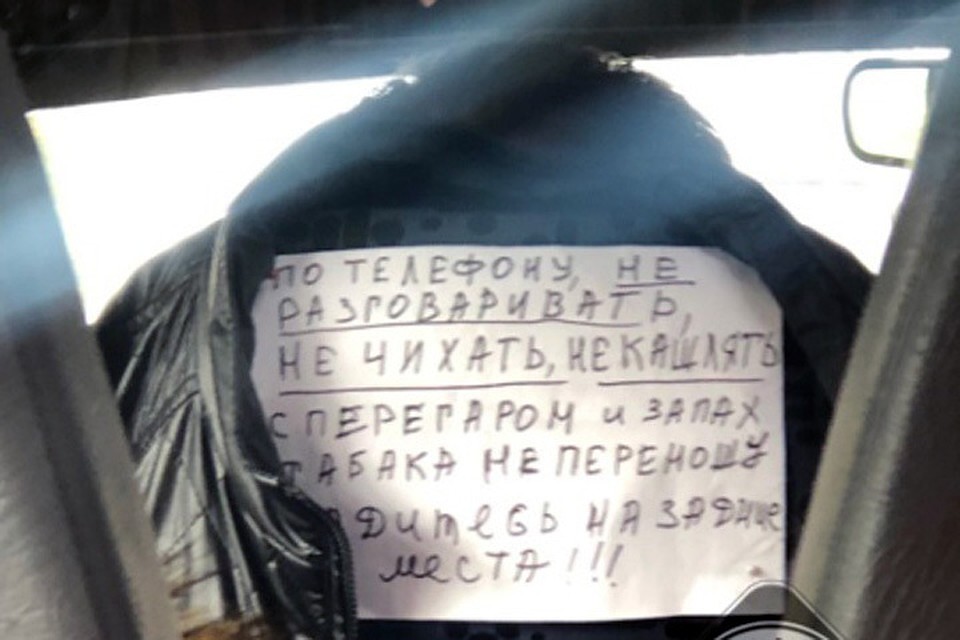 ПО ТЕЛЕФОНУ, НЕ
РАЗГОВАРИВАТЬ,
НЕ ЧИХАТЬ, НЕ КАШЛЯТЬ
С ПЕРЕГАРОМ и ЗАПАХ
ТАБАКА НЕ ПЕРЕНОШУ
НА ЗАДНИЕ
МЕСТА!!!